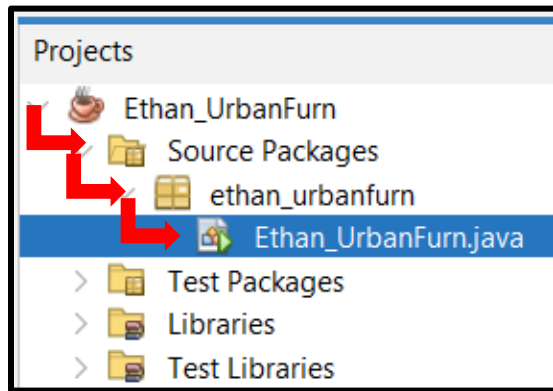 Projects
Ethan_UrbanFurn
Source Packages
ethan_urbanfurn
Ethan_UrbanFurn.java
Test Packages
Libraries
Test Libraries